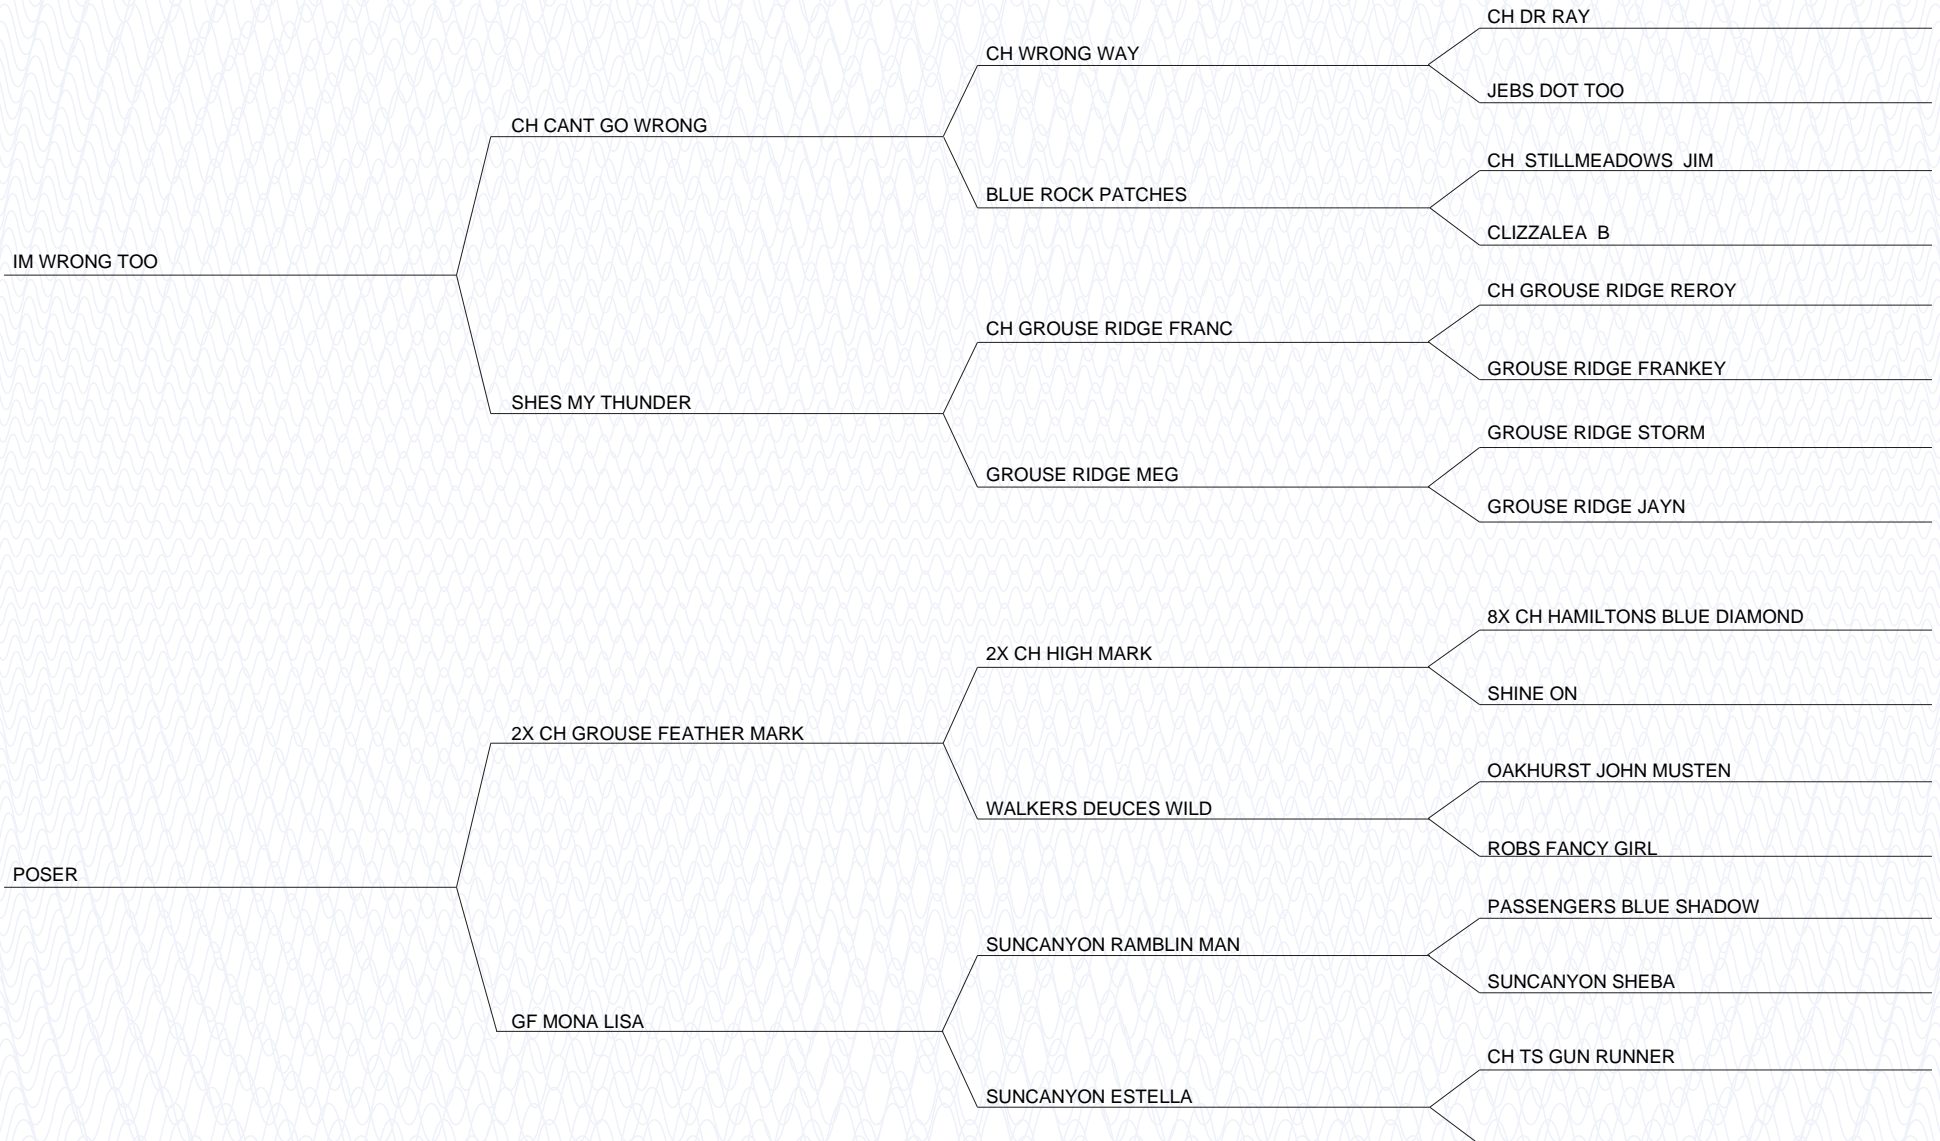 CH DR RAY
CH WRONG WAY
JEBS DOT TOO
CH CANT GO WRONG
CH  STILLMEADOWS  JIM
BLUE ROCK PATCHES
CLIZZALEA  B
IM WRONG TOO
CH GROUSE RIDGE REROY
CH GROUSE RIDGE FRANC
GROUSE RIDGE FRANKEY
SHES MY THUNDER
GROUSE RIDGE STORM
GROUSE RIDGE MEG
GROUSE RIDGE JAYN
8X CH HAMILTONS BLUE DIAMOND
2X CH HIGH MARK
SHINE ON
2X CH GROUSE FEATHER MARK
OAKHURST JOHN MUSTEN
WALKERS DEUCES WILD
ROBS FANCY GIRL
POSER
PASSENGERS BLUE SHADOW
SUNCANYON RAMBLIN MAN
SUNCANYON SHEBA
GF MONA LISA
CH TS GUN RUNNER
SUNCANYON ESTELLA